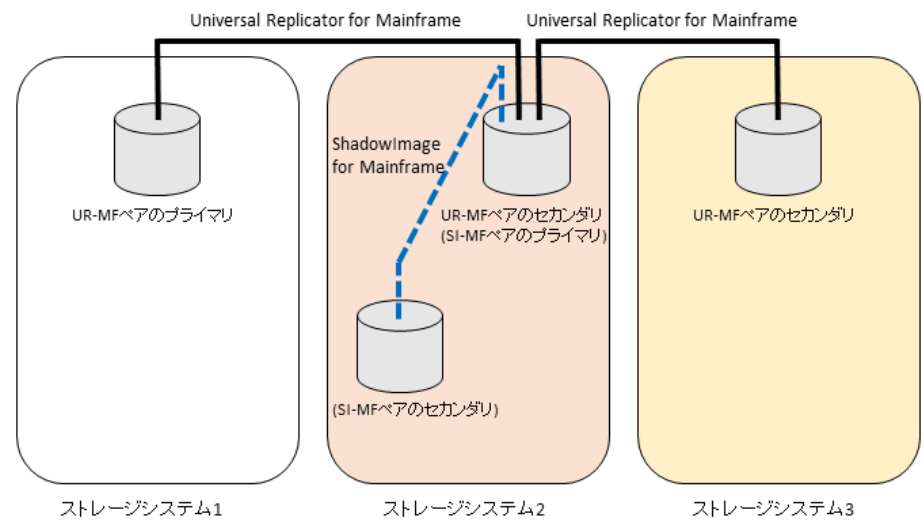 Universal Replicator for Mainframe
Universal Replicator for Mainframe
ShadowImage
for Mainframe
UR-MFペアのプライマリ
UR-MFペアのセカンダリ
(SI-MFペアのプライマリ)
UR-MFペアのセカンダリ
(SI-MFペアのセカンダリ)
ストレージシステム1
ストレージシステム2
ストレージシステム3